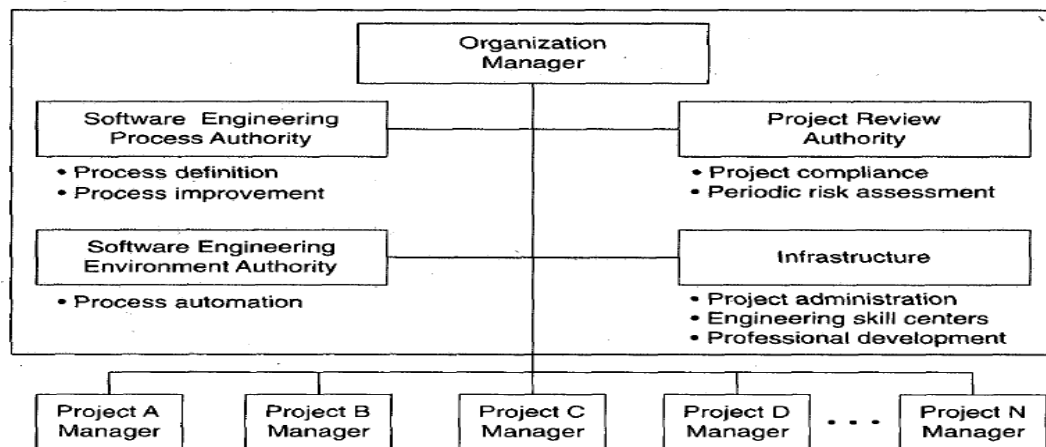 Organization
Manager
Software Engineering
Process Authority
• Process definition
• Process improvement
Project Review
Authority
• Project compliance
• Periodic risk assessment
Software Engineering
Environment Authority
• Process automation
Infrastructure
• Project administration
• Engineering skill centers
• Professional development
Project A
Manager
Project B
Manager
Project C
Manager
Project D
Manager
• • •
Project N
Manager